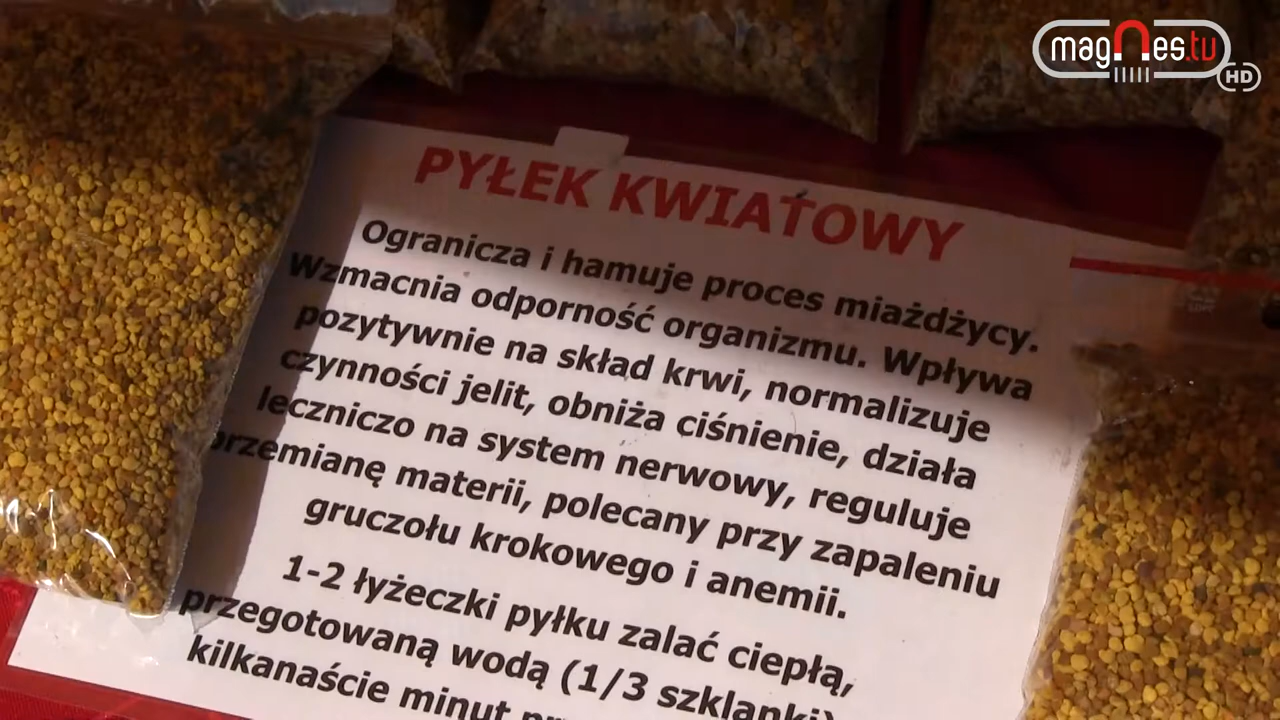 magnes.tv
HD
PYŁEK KWIATOWY
Ogranicza i hamuje proces miażdżycy.
Wzmacnia odporność organizmu. Wpływa
pozytywnie na skład krwi, normalizuje
czynności jelit, obniża ciśnienie, działa
leczniczo na system nerwowy, reguluje
przemianę materii, polecany przy zapaleniu
gruczołu krokowego i anemii.
1-2 łyżeczki pyłku zalać ciepłą,
przegotowaną wodą (1/3 szklanki)
kilkanaście minut